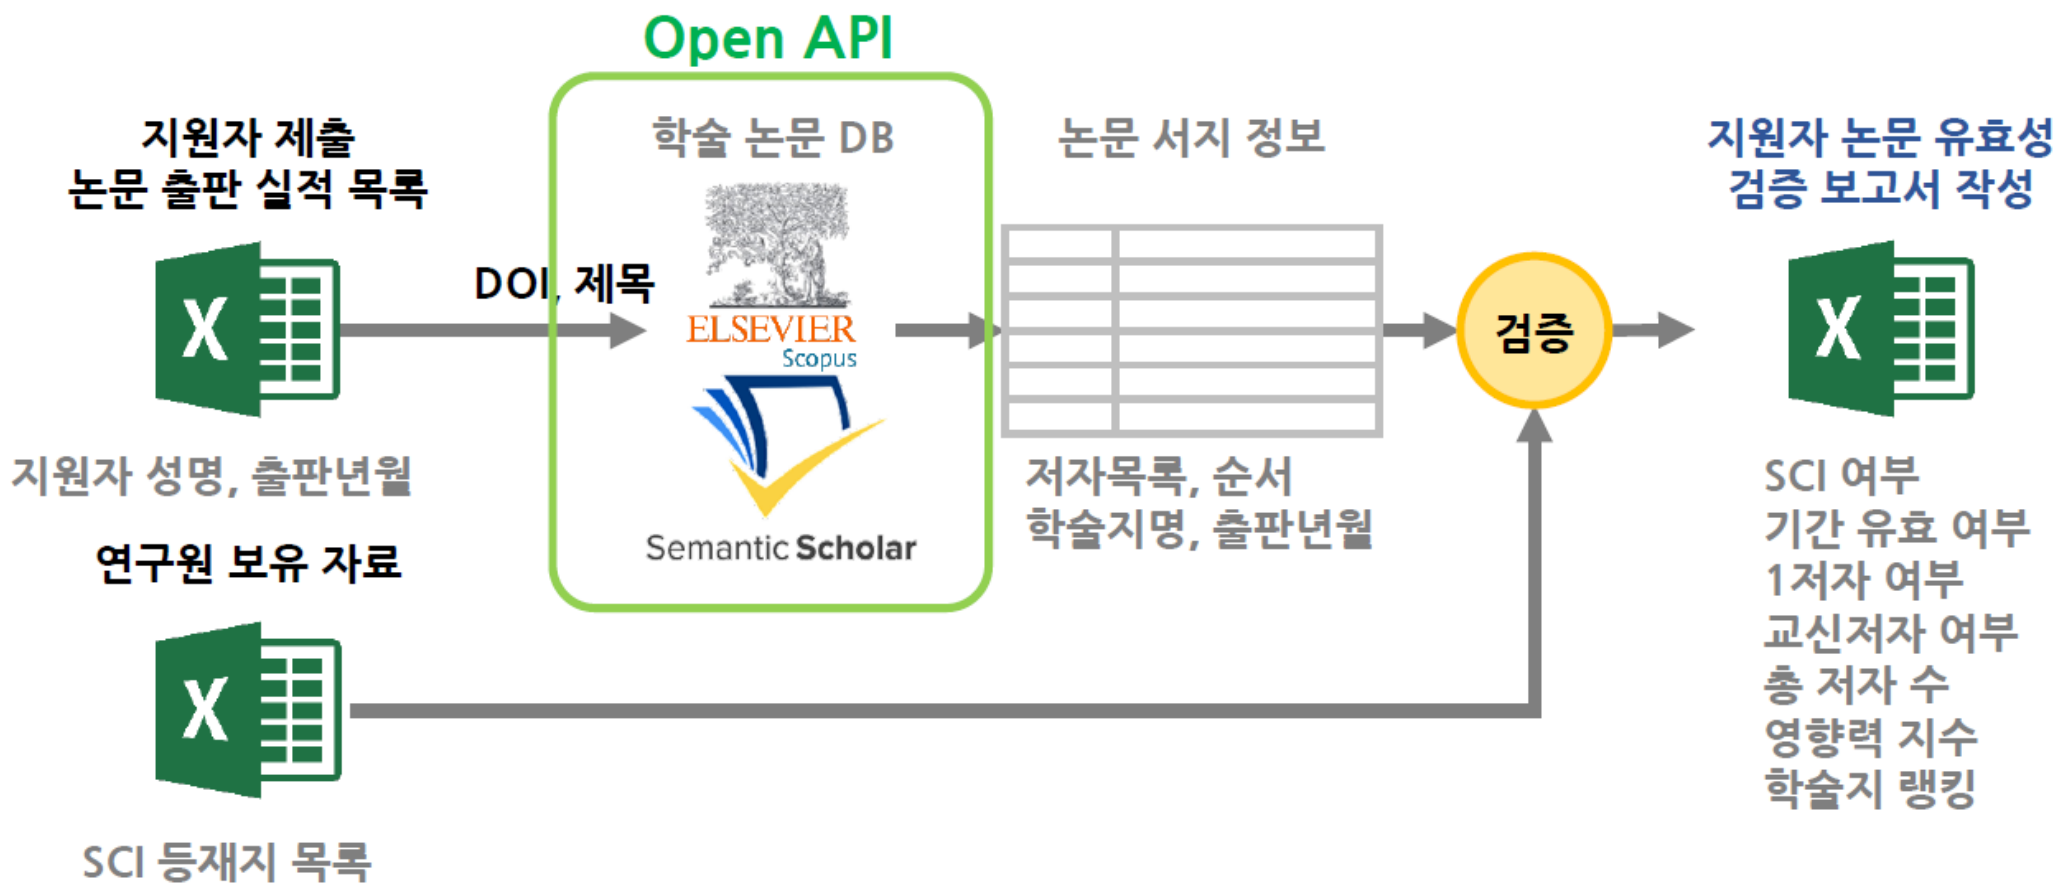 Open API
지원자 제출
논문 출판 실적 목록
X
지원자 성명, 출판년월
DOI, 제목
학술 논문 DB
ELSEVIER
Scopus
Semantic Scholar
논문 서지 정보
저자목록, 순서
학술지명, 출판년월
연구원 보유 자료
X
SCI 등재지 목록
검증
지원자 논문 유효성
검증 보고서 작성
X
SCI 여부
기간 유효 여부
1저자 여부
교신저자 여부
총 저자 수
영향력 지수
학술지 랭킹